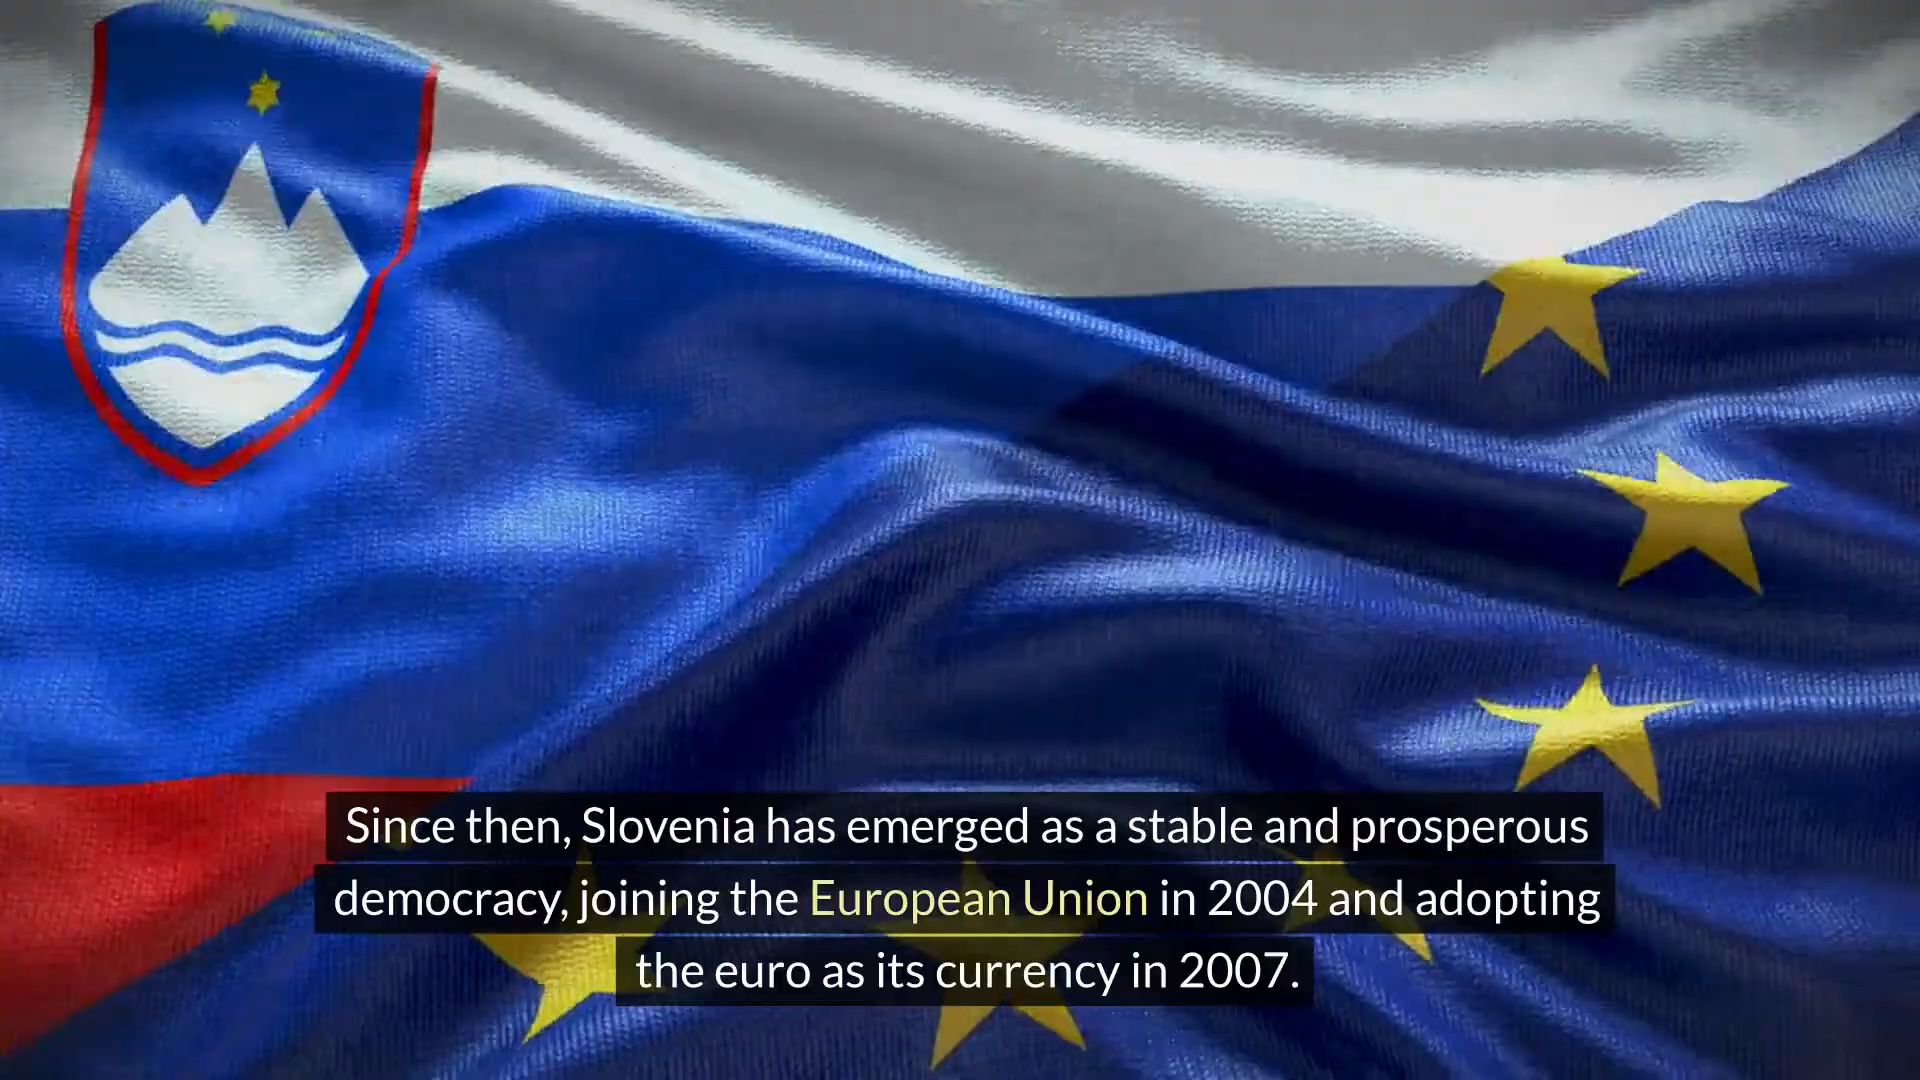 Since then, Slovenia has emerged as a stable and prosperous
democracy, joining the European Union in 2004 and adopting
the euro as its currency in 2007.